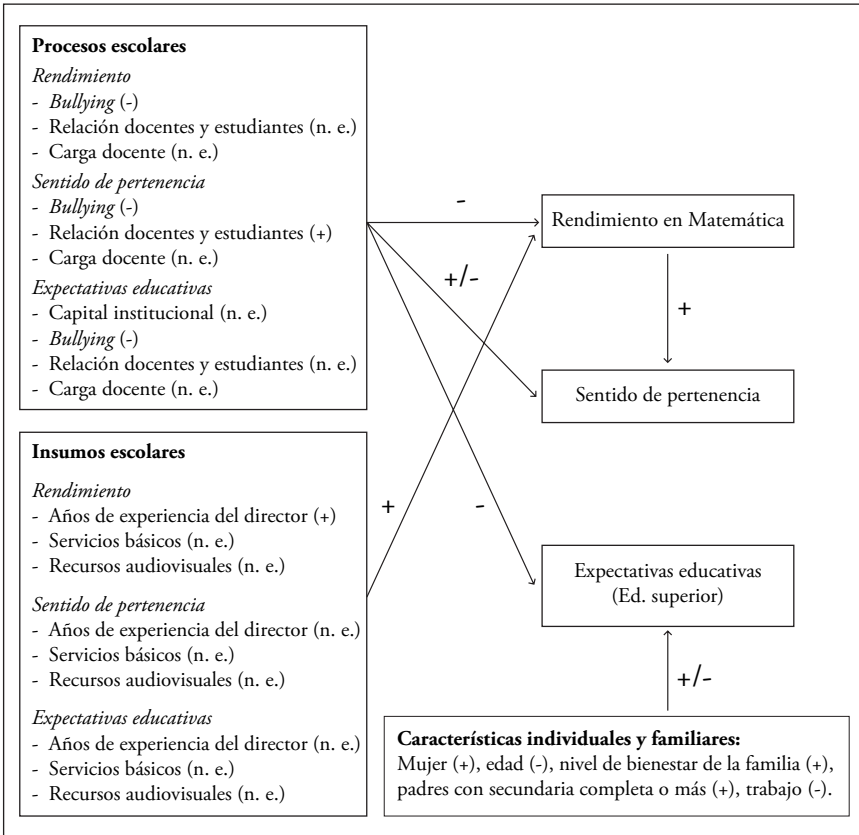 Procesos escolares
Rendimiento
- Bullying (-)
- Relación docentes y estudiantes (n. e.)
- Carga docente (n. e.)
Sentido de pertenencia
- Bullying (-)
- Relación docentes y estudiantes (+)
- Carga docente (n. e.)
Expectativas educativas
- Capital institucional (n. e.)
- Bullying (-)
- Relación docentes y estudiantes (n. e.)
- Carga docente (n. e.)
Insumos escolares
Rendimiento
- Años de experiencia del director (+)
- Servicios básicos (n. e.)
- Recursos audiovisuales (n. e.)
Sentido de pertenencia
- Años de experiencia del director (n. e.)
- Servicios básicos (n. e.)
- Recursos audiovisuales (n. e.)
Expectativas educativas
- Años de experiencia del director (n. e.)
- Servicios básicos (n. e.)
- Recursos audiovisuales (n. e.)
-
+/-
+
-
Rendimiento en Matemática
+
Sentido de pertenencia
Expectativas educativas
(Ed. superior)
+/-
Características individuales y familiares:
Mujer (+), edad (-), nivel de bienestar de la familia (+),
padres con secundaria completa o más (+), trabajo (-).